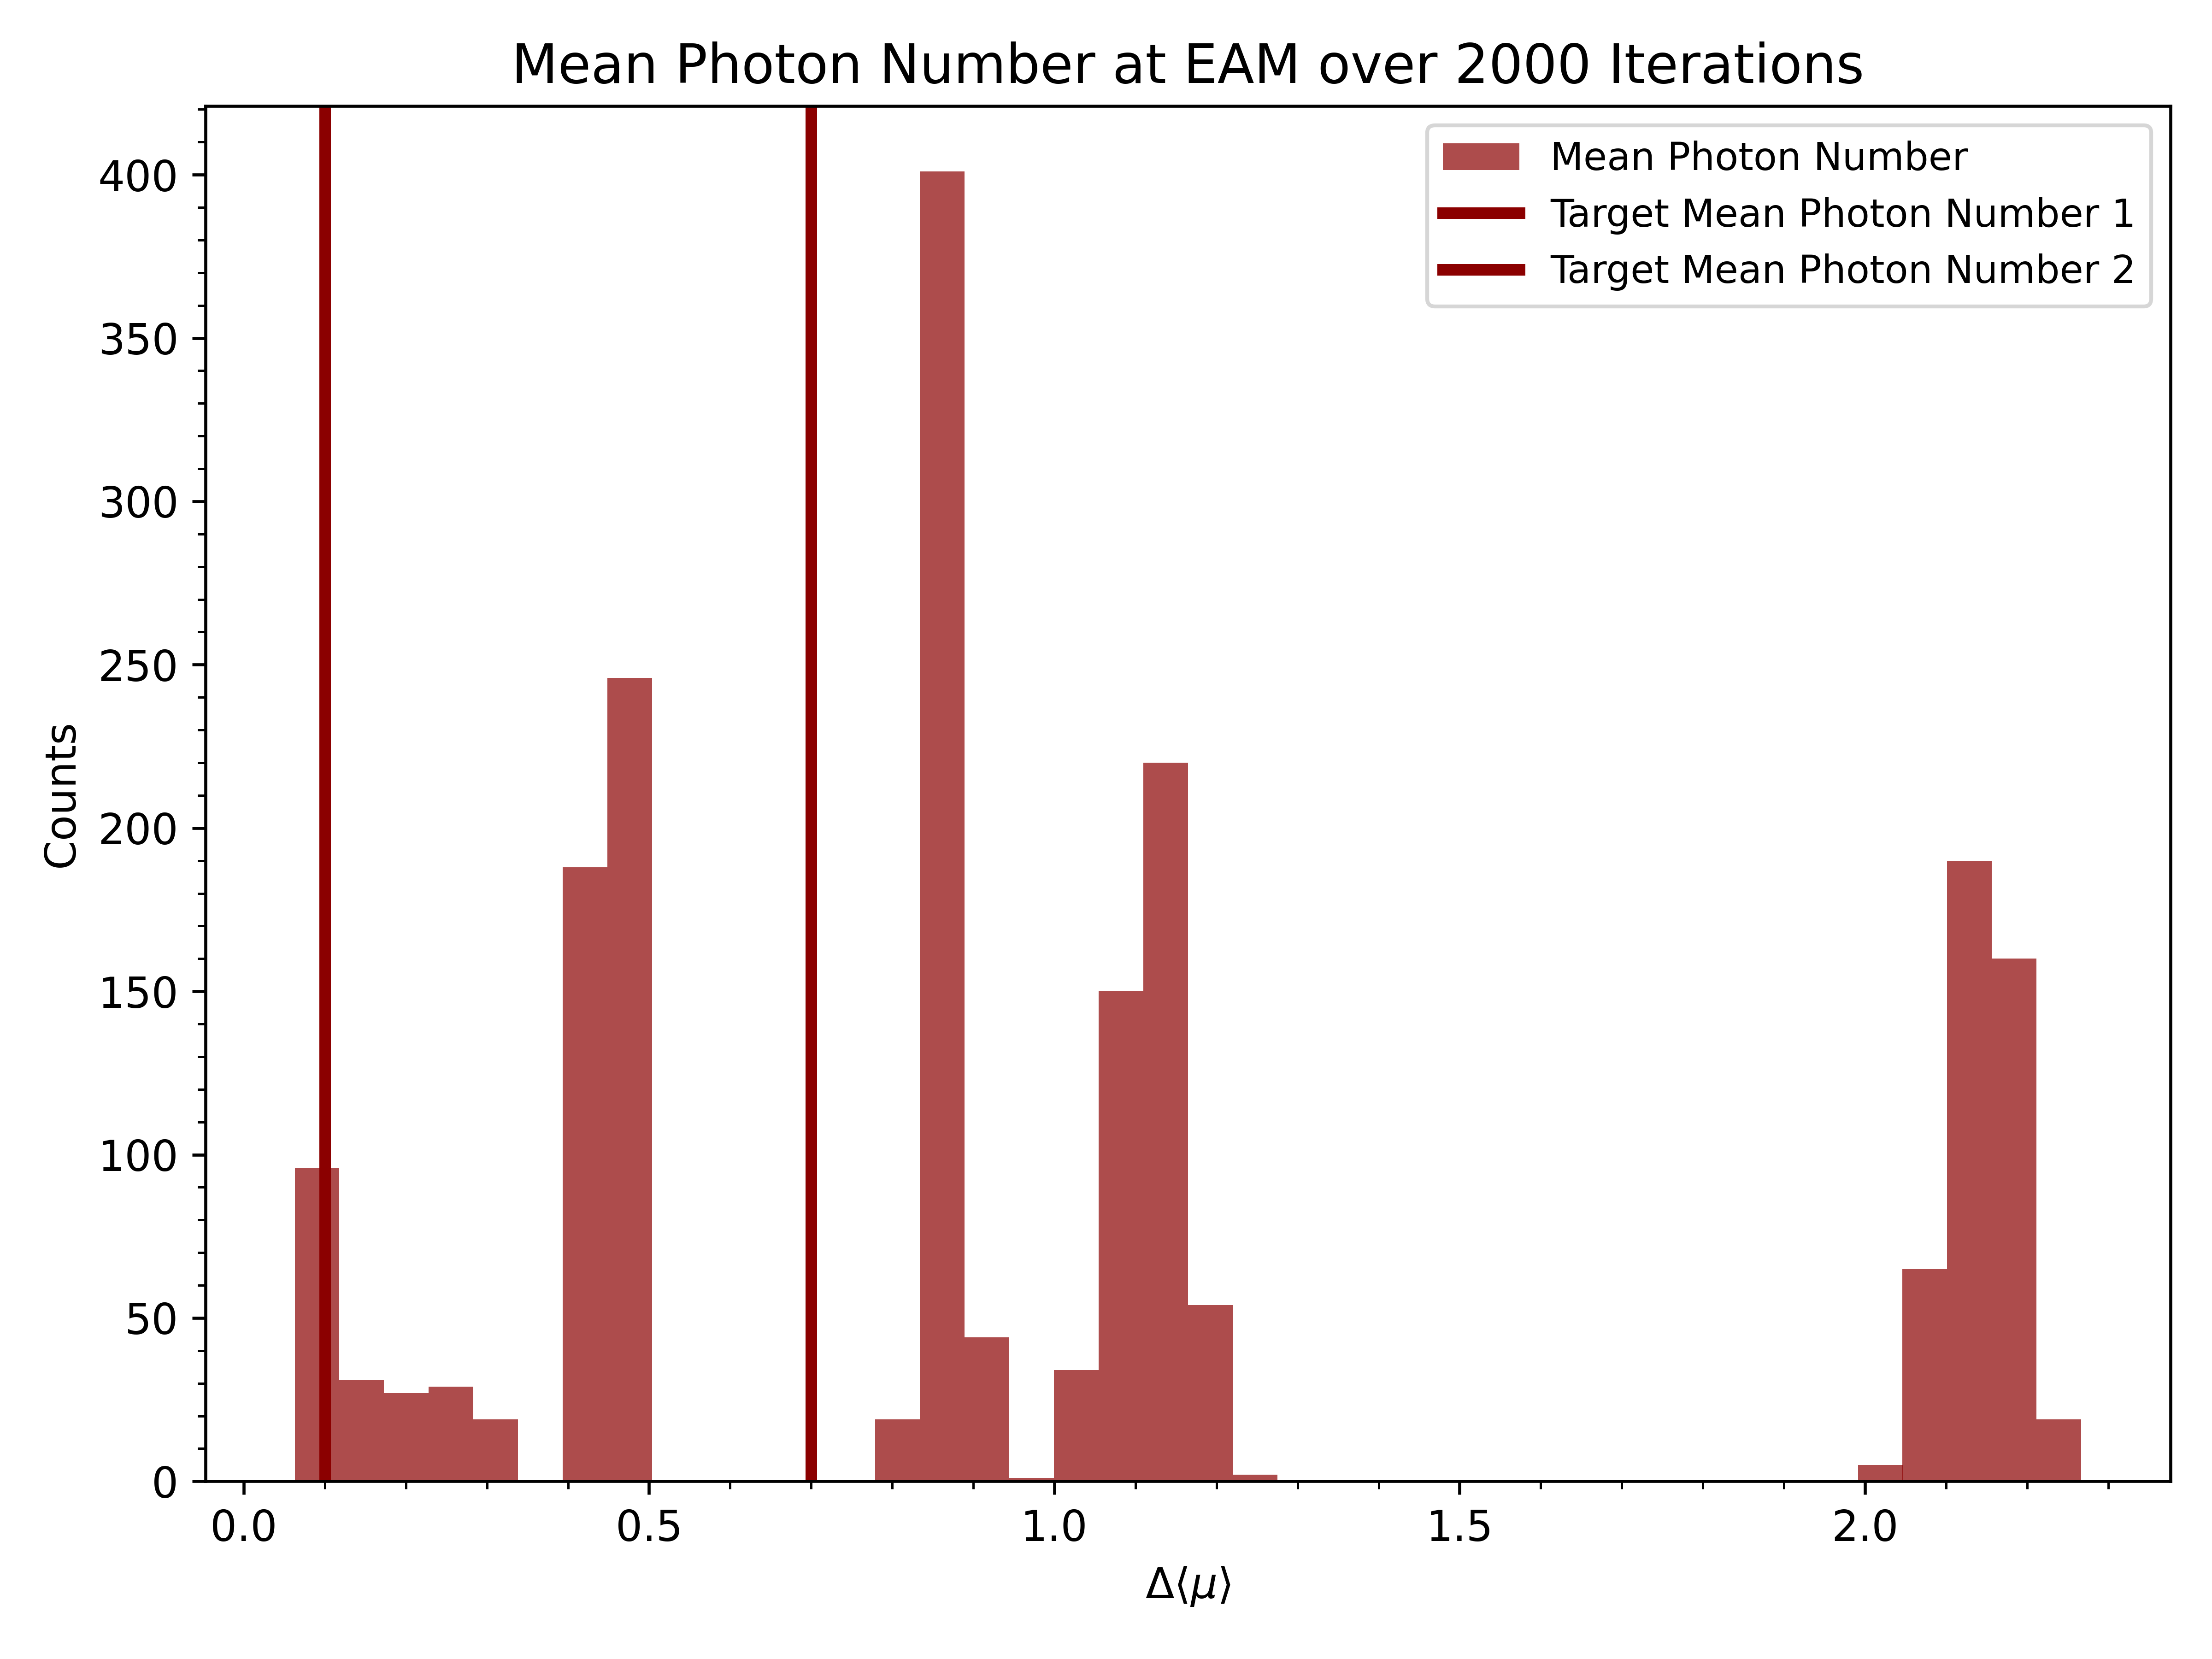 Mean Photon Number at EAM over 2000 Iterations
Mean Photon Number
Target Mean Photon Number 1
Target Mean Photon Number 2
400
350
300
250
200
150
100
50
0
Counts
0.0 0.5 1.0 1.5 2.0
Δ⟨μ⟩